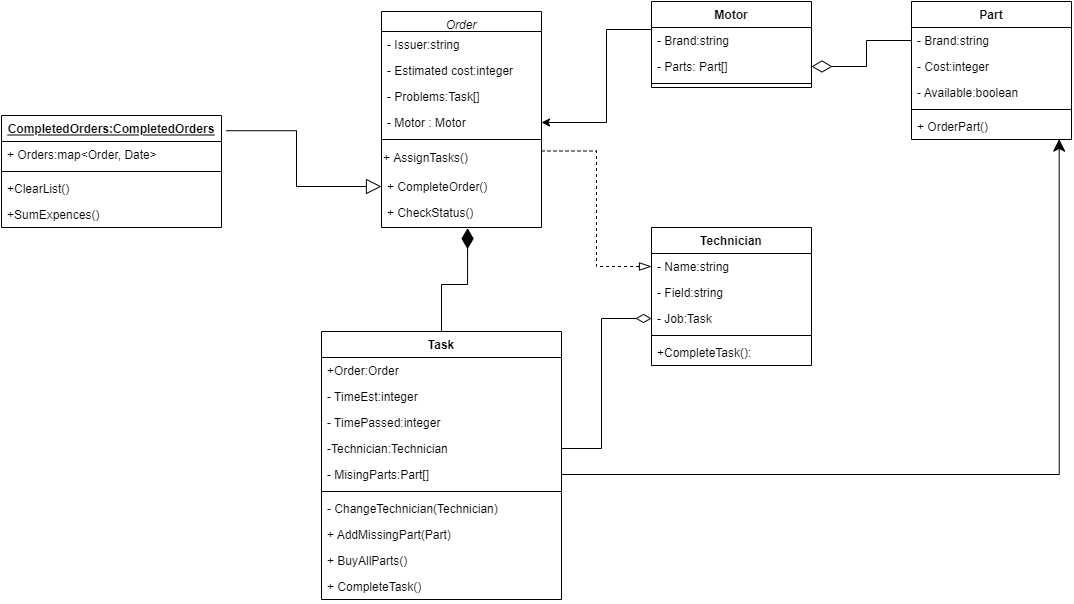 Order
- Issuer:string
- Estimated cost:integer
- Problems:Task[]
- Motor : Motor
+ AssignTasks()
+ CompleteOrder()
+ CheckStatus()
Motor
- Brand:string
- Parts: Part[]
Part
- Brand:string
- Cost:integer
- Available:boolean
+ OrderPart()
CompletedOrders:CompletedOrders
+ Orders:map<Order, Date>
+ClearList()
+SumExpences()
Technician
- Name:string
- Field:string
- Job:Task
+CompleteTask():
Task
+Order:Order
- TimeEst:integer
- TimePassed:integer
-Technician:Technician
- MisingParts:Part[]
- ChangeTechnician(Technician)
+ AddMissingPart(Part)
+ BuyAllParts()
+ CompleteTask()